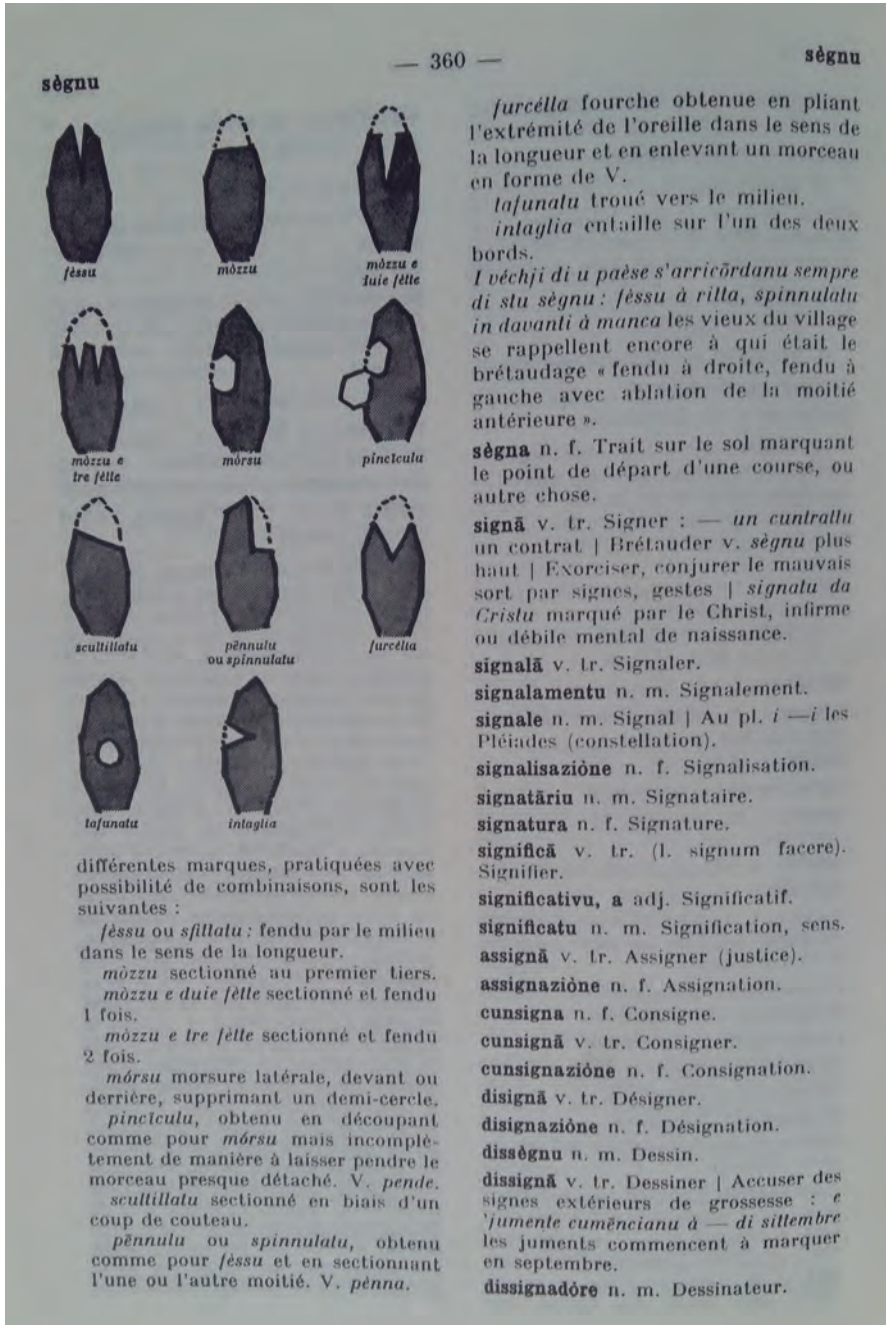 — 360 —
sègnu
sègnu
fèssu
mòzzu
mòzzu e
duie fètte
mòzzu e
tre fètte
mòrsu
pincĭculu
scultillatu
pĕnnulu
ou spinnulatu
furcélla
tafunatu
intaglia
différentes marques, pratiquées avec
possibilité de combinaisons, sont les
suivantes :
fèssu ou sfillatu : fendu par le milieu
dans le sens de la longueur.
mòzzu sectionné au premier tiers.
mòzzu e duie fètte sectionné et fendu
1 fois.
mòzzu e tre fètte sectionné et fendu
2 fois.
mórsu morsure latérale, devant ou
derrière, supprimant un demi-cercle.
pincĭculu, obtenu en découpant
comme pour mórsu mais incomplè-
tement de manière à laisser pendre le
morceau presque détaché. V. pende.
scultillatu sectionné en biais d'un
coup de couteau.
pĕnnulu ou spinnulatu, obtenu
comme pour fèssu et en sectionnant
l'une ou l'autre moitié. V. pènna.
furcélla fourche obtenue en pliant
l'extrémité de l'oreille dans le sens de
la longueur et en enlevant un morceau
en forme de V.
tafunatu troué vers le milieu.
intaglia entaille sur l'un des deux
bords.
I véchji di u paèse s'arricōrdanu sempre
di stu sègnu : fèssu à ritta, spinnulatu
in davanti à manca les vieux du village
se rappellent encore à qui était le
brétaudage « fendu à droite, fendu à
gauche avec ablation de la moitié
antérieure ».
sègna n. f. Trait sur le sol marquant
le point de départ d'une course, ou
autre chose.
signā v. tr. Signer : — un cuntrattu
un contrat | Brétauder v. sègnu plus
haut | Exorciser, conjurer le mauvais
sort par signes, gestes | signatu da
Cristu marqué par le Christ, infirme
ou débile mental de naissance.
signalā v. tr. Signaler.
signalamentu n. m. Signalement.
signale n. m. Signal | Au pl. i —i les
Pléiades (constellation).
signalisaziòne n. f. Signalisation.
signatāriu n. m. Signataire.
signatura n. f. Signature.
significā v. tr. (l. signum facere).
Signifier.
significativu, a adj. Significatif.
significatu n. m. Signification, sens.
assignā v. tr. Assigner (justice).
assignaziòne n. f. Assignation.
cunsigna n. f. Consigne.
cunsignā v. tr. Consigner.
cunsignaziòne n. f. Consignation.
disignā v. tr. Désigner.
disignaziòne n. f. Désignation.
dissègnu n. m. Dessin.
dissignā v. tr. Dessiner | Accuser des
signes extérieurs de grossesse : e
'jumente cumĕncianu à — di sittembre
les juments commencent à marquer
en septembre.
dissignadóre n. m. Dessinateur.